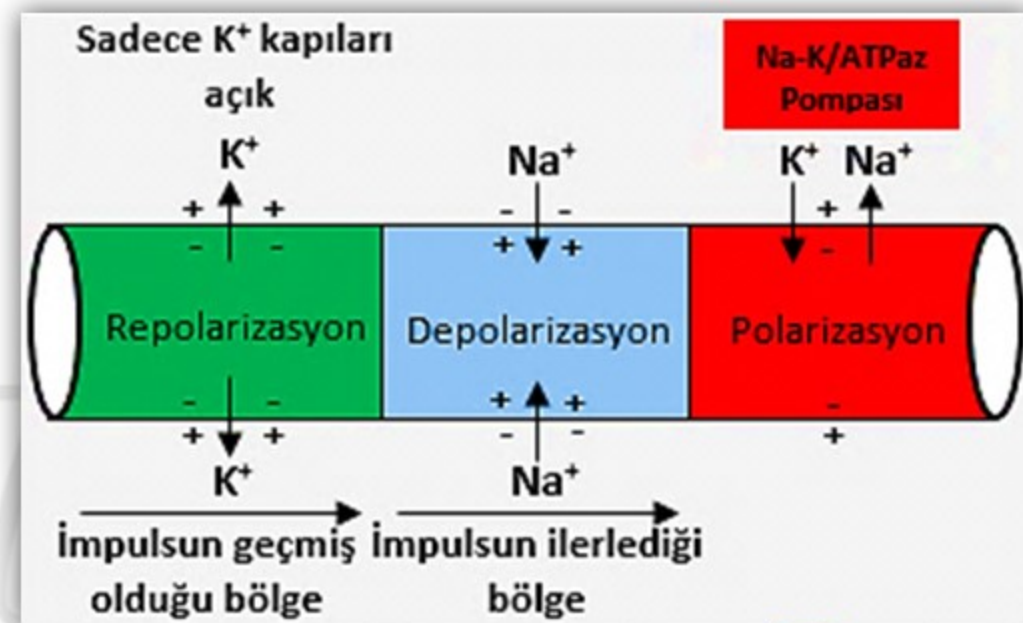 Sadece K+ kapıları
açık
Na-K/ATPaz
Pompası
K+
Na+
K+ Na+
+ +
- -
- -
+ +
+
-
Repolarizasyon
Depolarizasyon
Polarizasyon
- -
+ +
+ +
- -
-
+
K+
Na+
İmpulsun geçmiş
olduğu bölge
İmpulsun ilerlediği
bölge